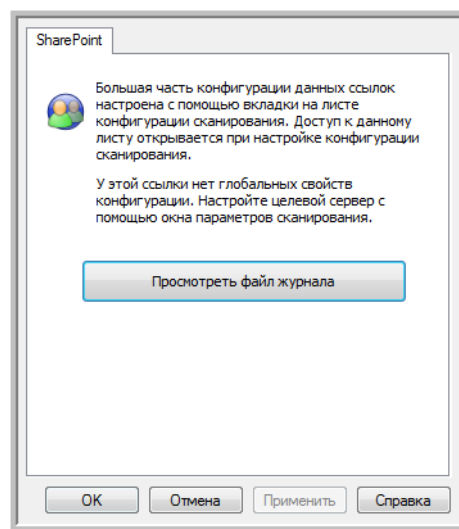 SharePoint
Большая часть конфигурации данных ссылок
настроена с помощью вкладки на листе
конфигурации сканирования. Доступ к данному
листу открывается при настройке конфигурации
сканирования.
У этой ссылки нет глобальных свойств
конфигурации. Настройте целевой сервер с
помощью окна параметров сканирования.
Просмотреть файл журнала
OK Отмена Применить Справка